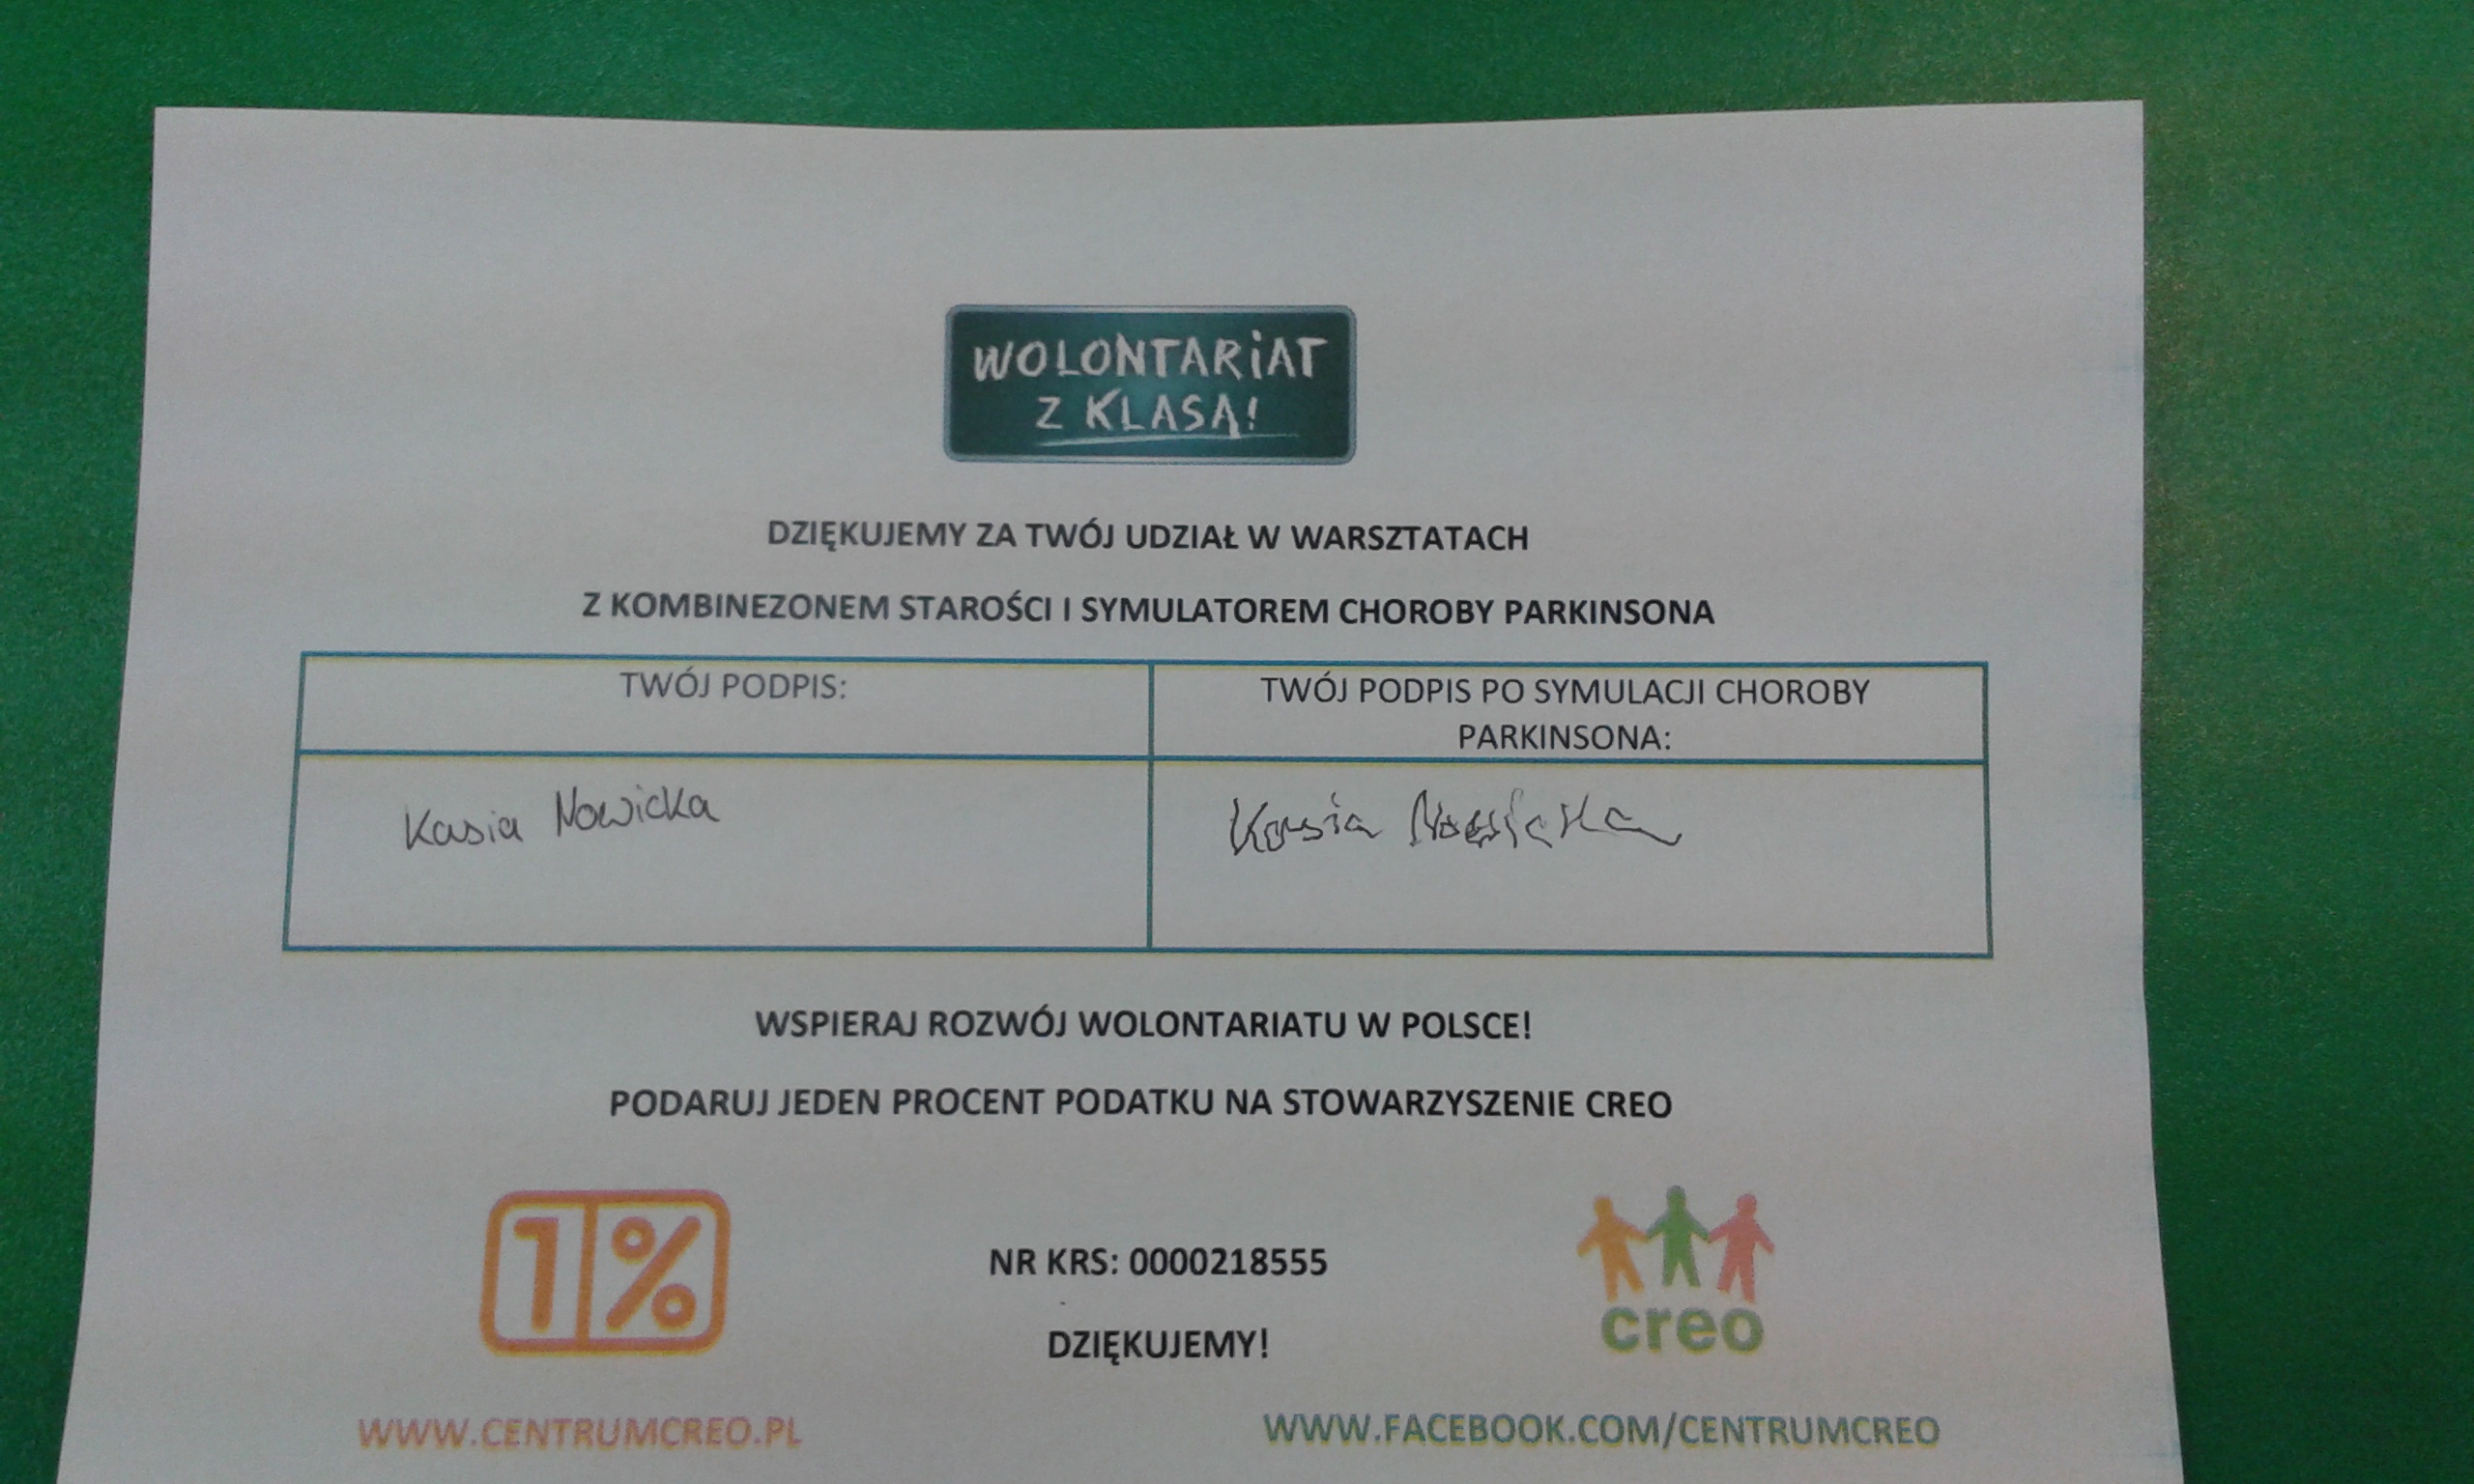 WOLONTARiAT
Z KLASĄ!
DZIĘKUJEMY ZA TWÓJ UDZIAŁ W WARSZTATACH
Z KOMBINEZONEM STAROŚCI I SYMULATOREM CHOROBY PARKINSONA
TWÓJ PODPIS:
TWÓJ PODPIS PO SYMULACJI CHOROBY
PARKINSONA:
Kasia Nowicka
Kasia Nowicka
WSPIERAJ ROZWÓJ WOLONTARIATU W POLSCE!
PODARUJ JEDEN PROCENT PODATKU NA STOWARZYSZENIE CREO
1%
NR KRS: 0000218555
creo
DZIĘKUJEMY!
WWW.CENTRUMCREO.PL
WWW.FACEBOOK.COM/CENTRUMCREO